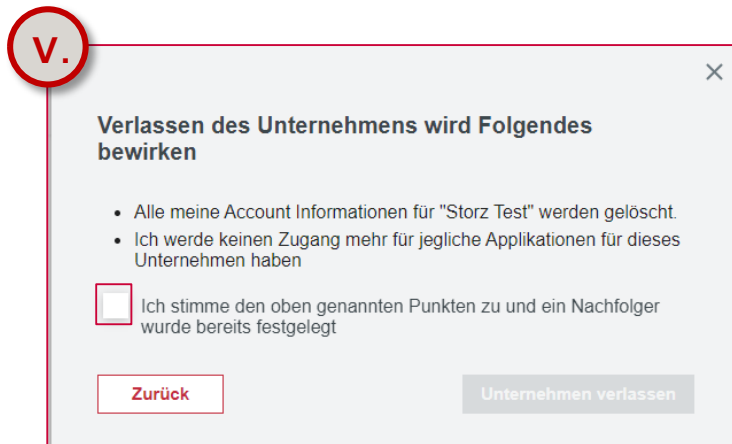 V.
Verlassen des Unternehmens wird Folgendes
bewirken
• Alle meine Account Informationen für "Storz Test" werden gelöscht.
• Ich werde keinen Zugang mehr für jegliche Applikationen für dieses
Unternehmen haben
Ich stimme den oben genannten Punkten zu und ein Nachfolger
wurde bereits festgelegt
Zurück
Unternehmen verlassen